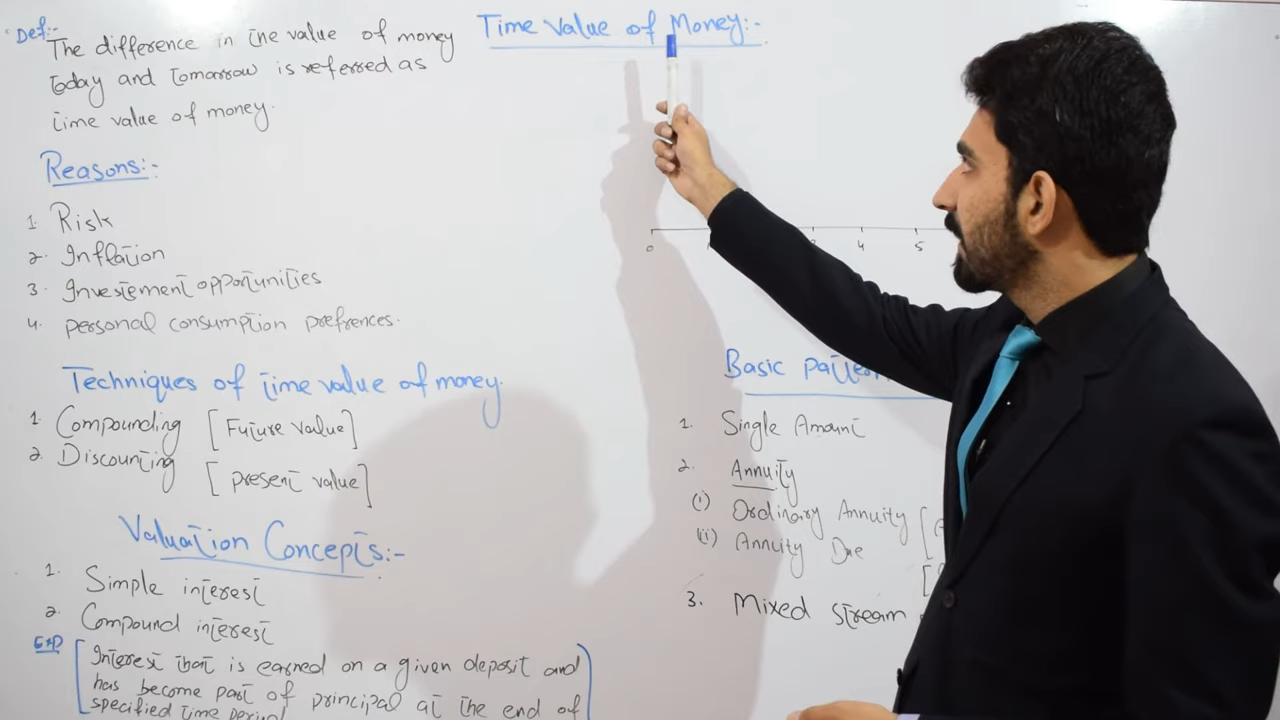 Time value of Money:-
Def:-
The difference in the value of money
today and tomorrow is referred as
time value of money.
Reasons:-
1. Risk
2. Inflation
3. Investement opportunities
4. personal consumption prefrences.
Techniques of time value of money.
1. Compounding [Future value]
2. Discounting [present value]
Valuation Concepts:-
1. Simple interest
2. Compound interest
Exp [Interest that is earned on a given deposit and
has become part of principal at the end of
specified time period
0 4 5
Basic pattern
1. Single Amount
2. Annuity
(i) Ordinary Annuity [
(ii) Annuity Due [
3. Mixed stream